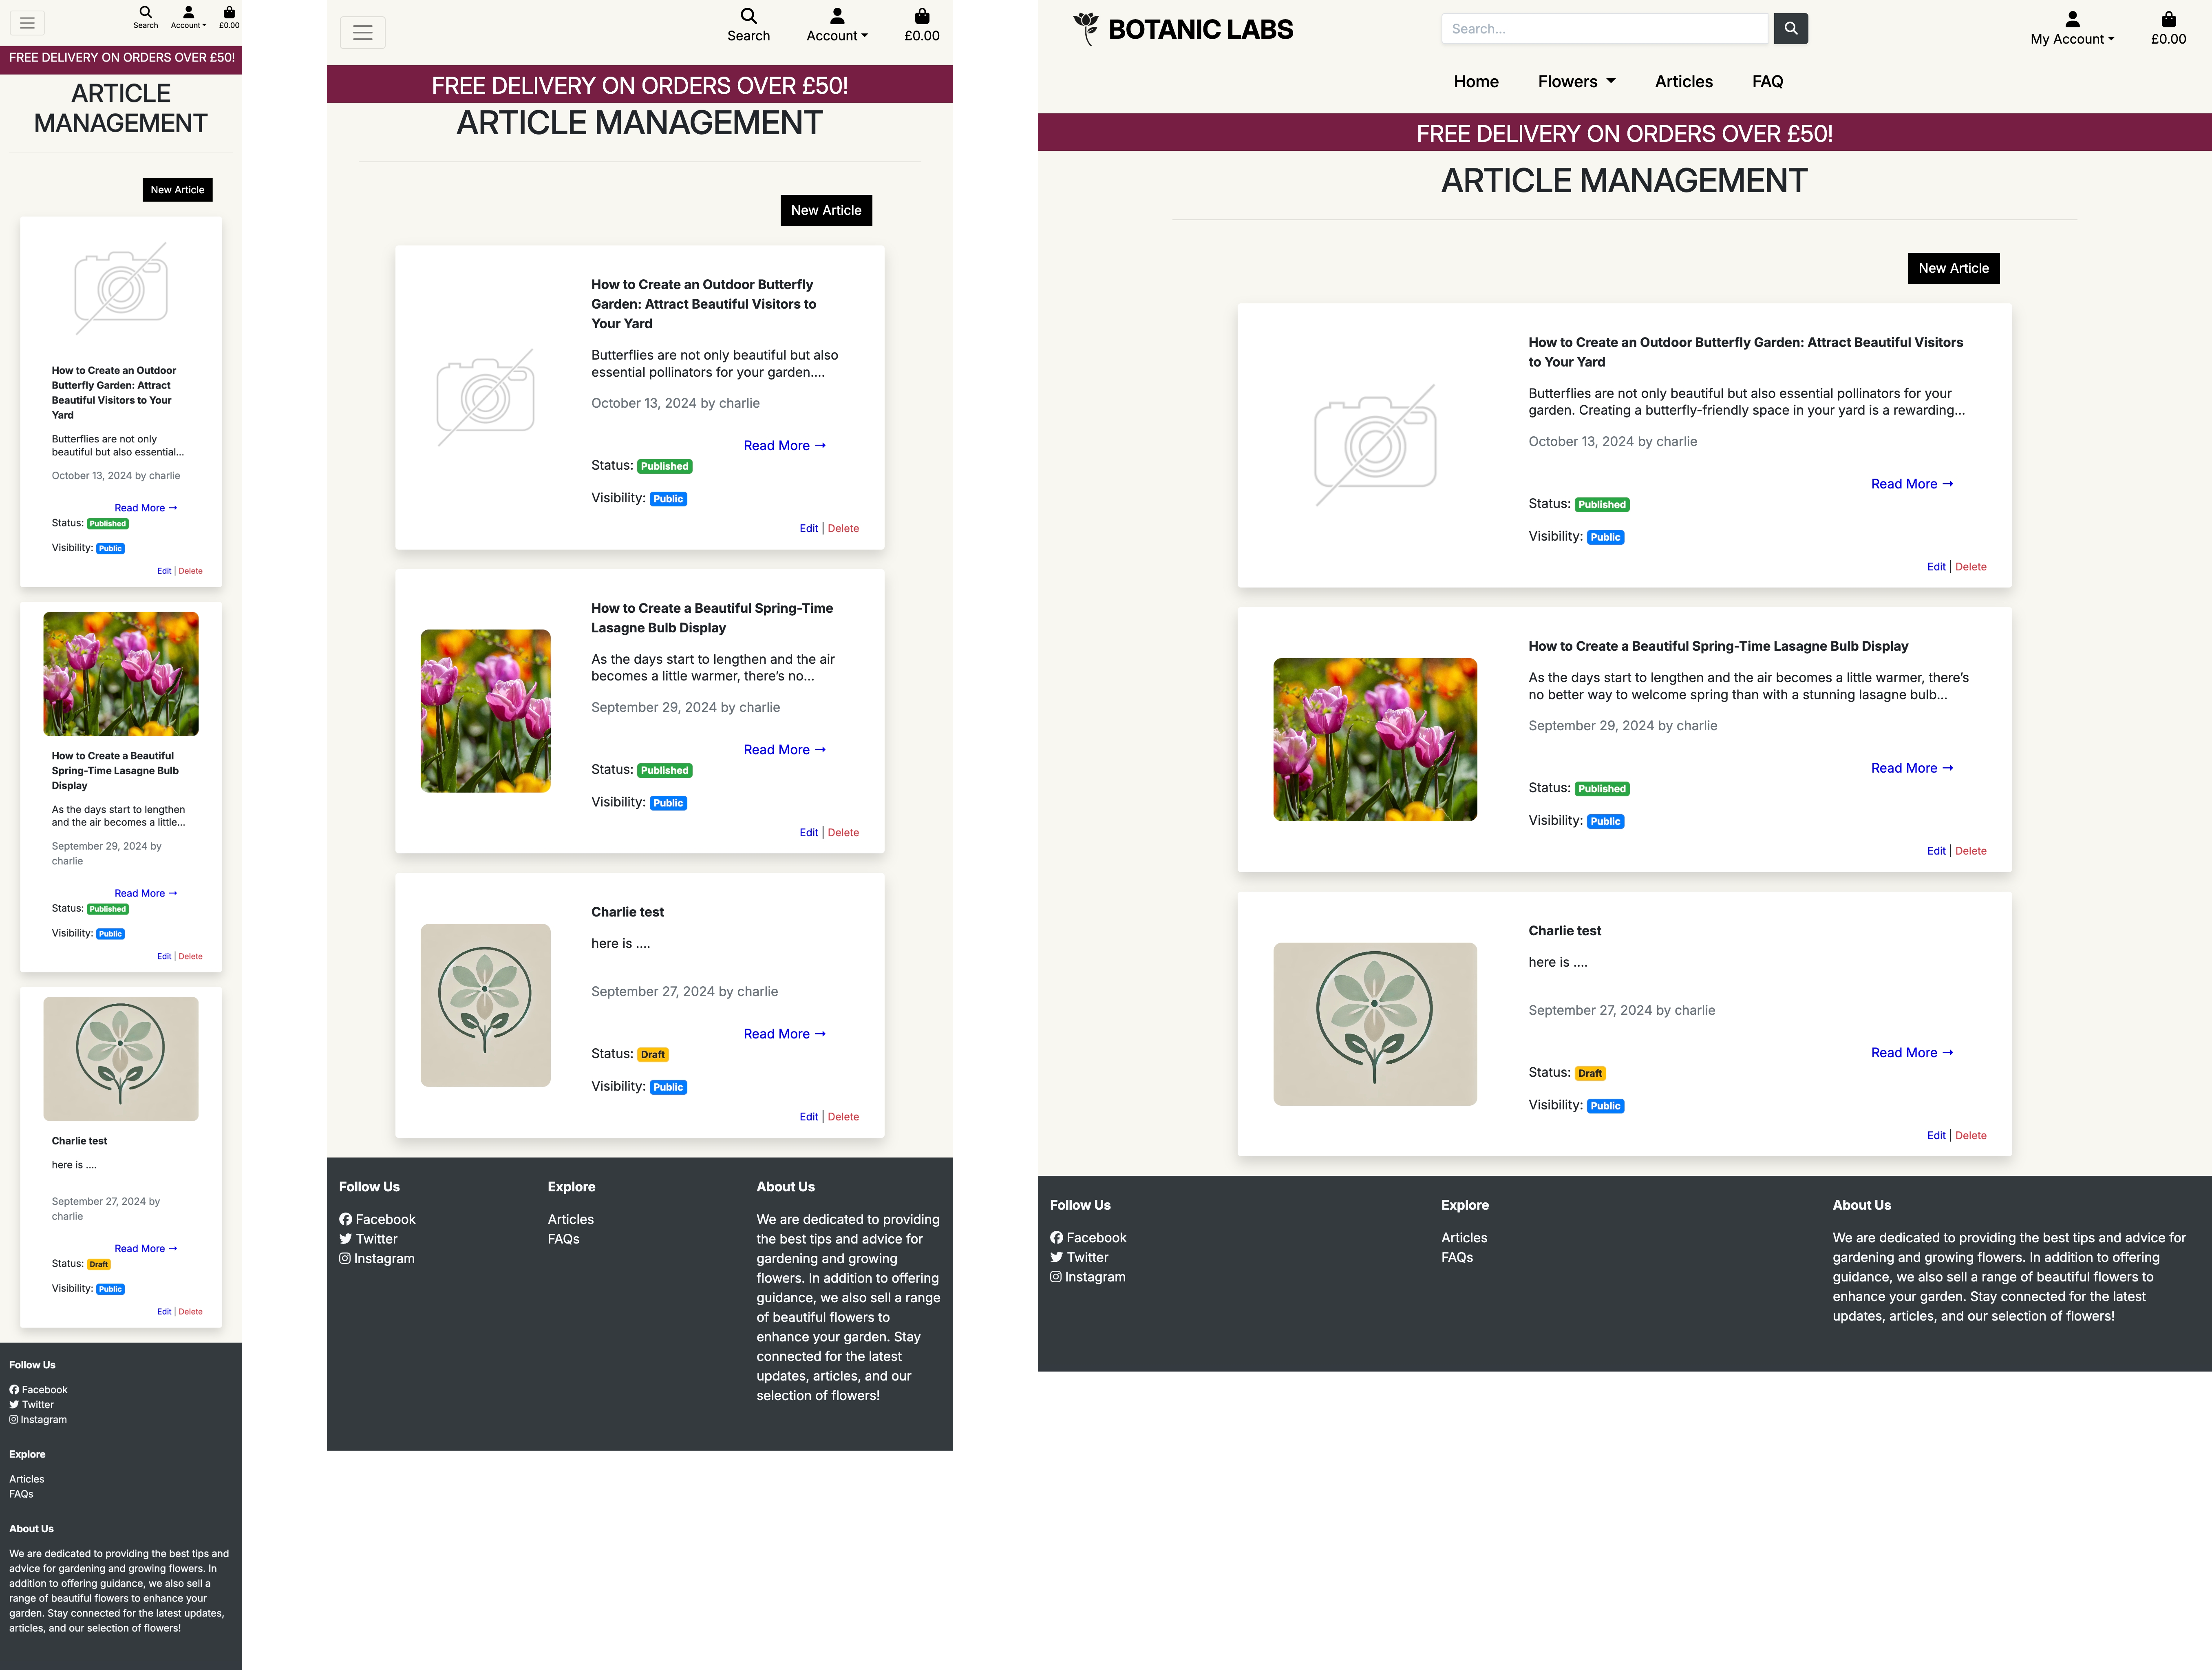 Search
Account
£0.00
FREE DELIVERY ON ORDERS OVER £50!
ARTICLE
MANAGEMENT
New Article
How to Create an Outdoor
Butterfly Garden: Attract
Beautiful Visitors to Your
Yard
Butterflies are not only
beautiful but also essential...
October 13, 2024 by charlie
Read More →
Status: Published
Visibility: Public
Edit | Delete
How to Create a Beautiful
Spring-Time Lasagne Bulb
Display
As the days start to lengthen
and the air becomes a little...
September 29, 2024 by
charlie
Read More →
Status: Published
Visibility: Public
Edit | Delete
Charlie test
here is ....
September 27, 2024 by
charlie
Read More →
Status: Draft
Visibility: Public
Edit | Delete
Follow Us
Facebook
Twitter
Instagram
Explore
Articles
FAQs
About Us
We are dedicated to providing the best tips and
advice for gardening and growing flowers. In
addition to offering guidance, we also sell a
range of beautiful flowers to enhance your
garden. Stay connected for the latest updates,
articles, and our selection of flowers!
Search
Account
£0.00
FREE DELIVERY ON ORDERS OVER £50!
ARTICLE MANAGEMENT
New Article
How to Create an Outdoor Butterfly
Garden: Attract Beautiful Visitors to
Your Yard
Butterflies are not only beautiful but also
essential pollinators for your garden....
October 13, 2024 by charlie
Read More →
Status: Published
Visibility: Public
Edit | Delete
How to Create a Beautiful Spring-Time
Lasagne Bulb Display
As the days start to lengthen and the air
becomes a little warmer, there’s no...
September 29, 2024 by charlie
Read More →
Status: Published
Visibility: Public
Edit | Delete
Charlie test
here is ....
September 27, 2024 by charlie
Read More →
Status: Draft
Visibility: Public
Edit | Delete
Follow Us
Facebook
Twitter
Instagram
Explore
Articles
FAQs
About Us
We are dedicated to providing
the best tips and advice for
gardening and growing
flowers. In addition to offering
guidance, we also sell a range
of beautiful flowers to
enhance your garden. Stay
connected for the latest
updates, articles, and our
selection of flowers!
BOTANIC LABS
Search...
My Account
£0.00
Home
Flowers
Articles
FAQ
FREE DELIVERY ON ORDERS OVER £50!
ARTICLE MANAGEMENT
New Article
How to Create an Outdoor Butterfly Garden: Attract Beautiful Visitors
to Your Yard
Butterflies are not only beautiful but also essential pollinators for your
garden. Creating a butterfly-friendly space in your yard is a rewarding...
October 13, 2024 by charlie
Read More →
Status: Published
Visibility: Public
Edit | Delete
How to Create a Beautiful Spring-Time Lasagne Bulb Display
As the days start to lengthen and the air becomes a little warmer, there’s
no better way to welcome spring than with a stunning lasagne bulb...
September 29, 2024 by charlie
Read More →
Status: Published
Visibility: Public
Edit | Delete
Charlie test
here is ....
September 27, 2024 by charlie
Read More →
Status: Draft
Visibility: Public
Edit | Delete
Follow Us
Facebook
Twitter
Instagram
Explore
Articles
FAQs
About Us
We are dedicated to providing the best tips and advice for
gardening and growing flowers. In addition to offering
guidance, we also sell a range of beautiful flowers to
enhance your garden. Stay connected for the latest
updates, articles, and our selection of flowers!